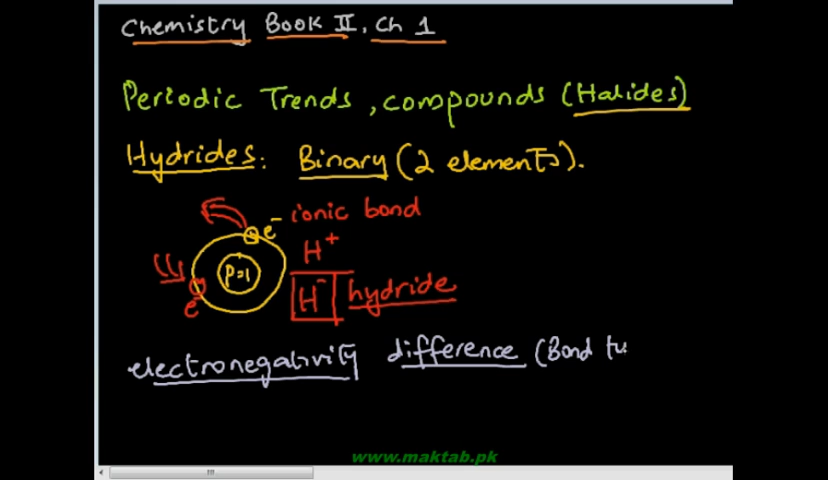 Chemistry Book II, Ch 1
Periodic Trends, compounds (Halides)
Hydrides: Binary (2 elements).
e⁻ ionic bond
H⁺
P=1
H⁻ hydride
e⁻
electronegativity difference (Bond
www.maktab.pk